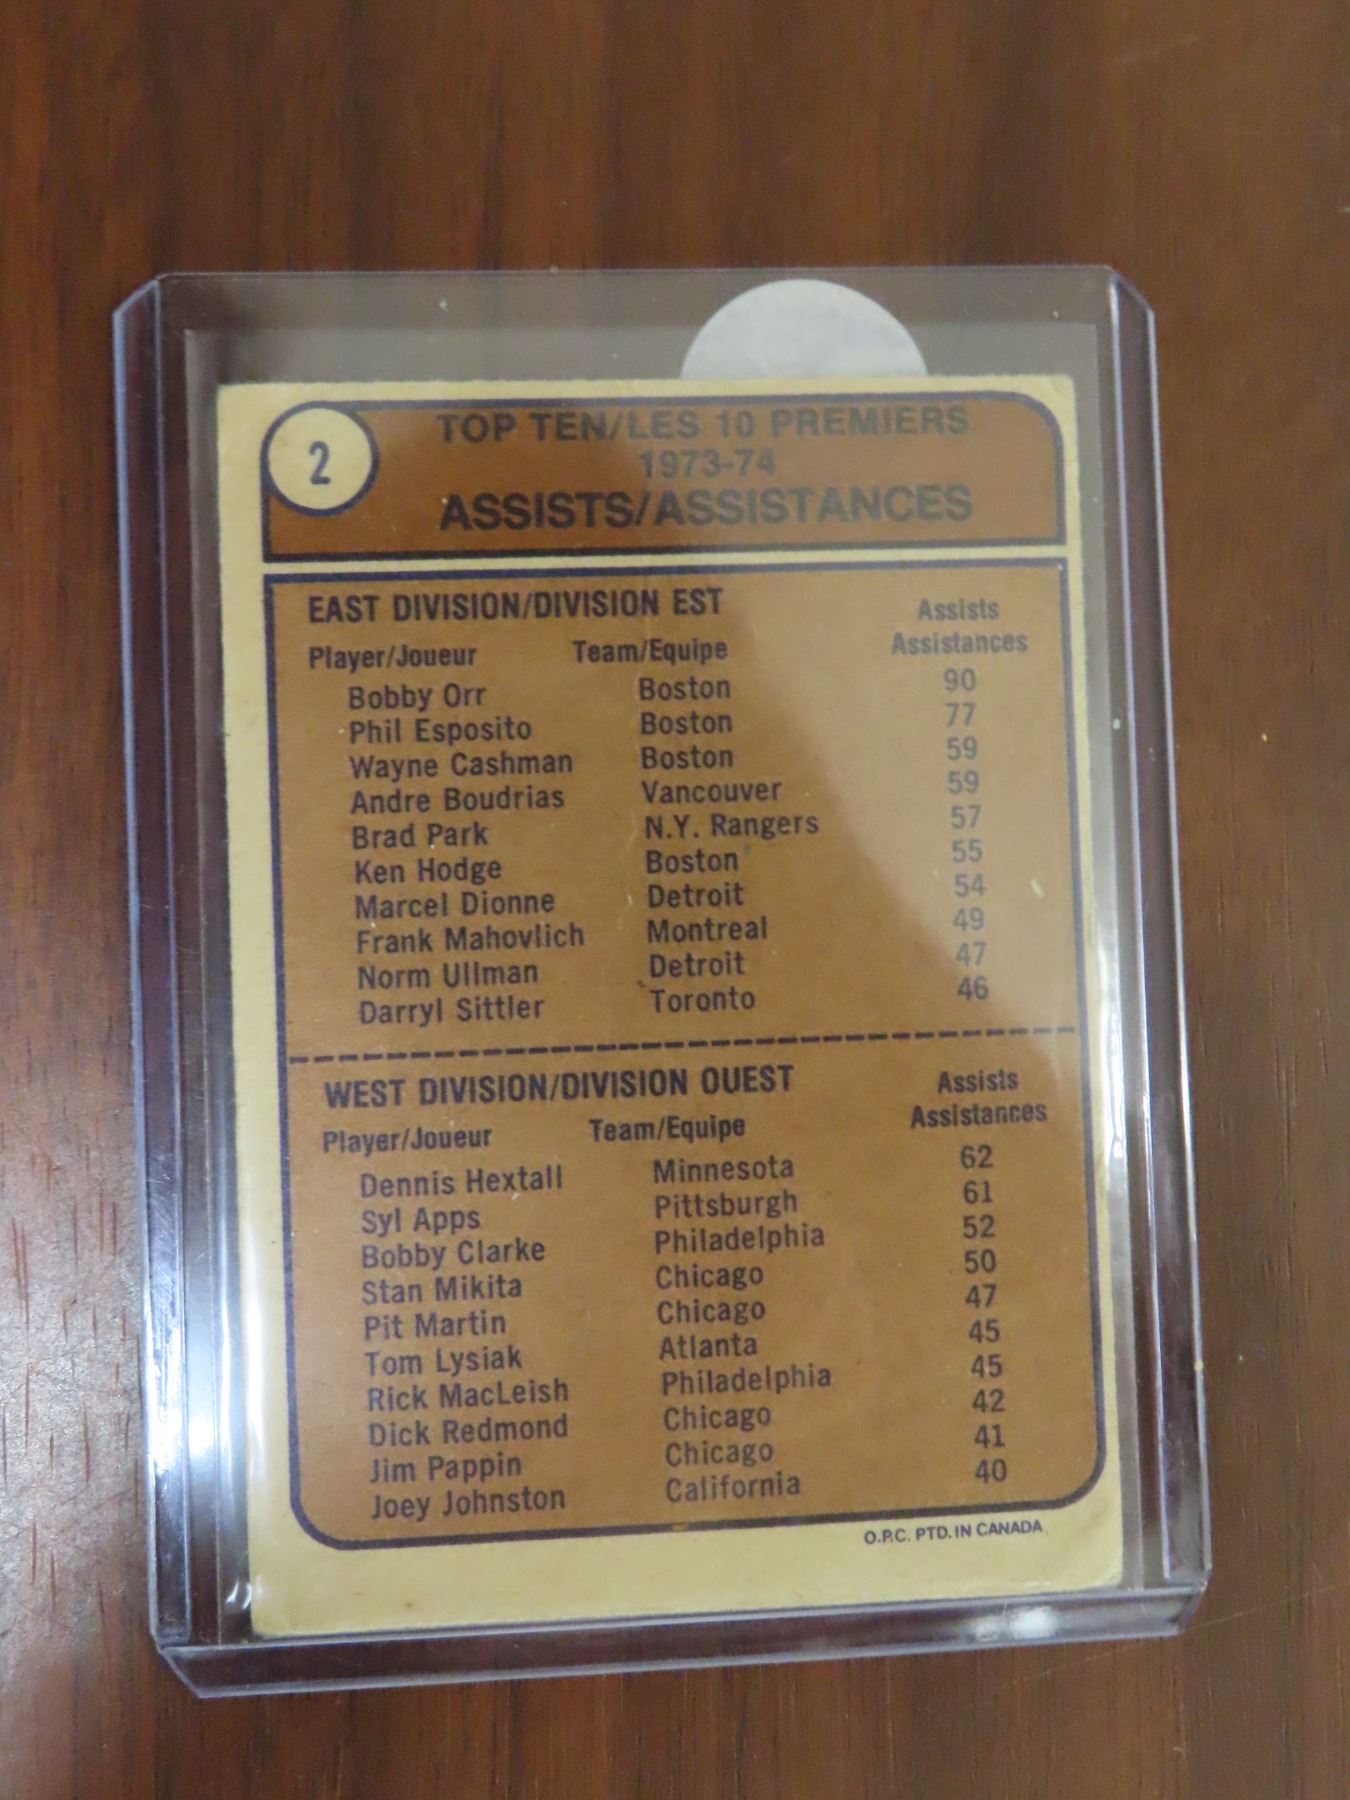 2
TOP TEN/LES 10 PREMIERS
1973-74
ASSISTS/ASSISTANCES
EAST DIVISION/DIVISION EST
Assists
Player/Joueur Team/Equipe Assistances
Bobby Orr Boston 90
Phil Esposito Boston 77
Wayne Cashman Boston 59
Andre Boudrias Vancouver 59
Brad Park N.Y. Rangers 57
Ken Hodge Boston 55
Marcel Dionne Detroit 54
Frank Mahovlich Montreal 49
Norm Ullman Detroit 47
Darryl Sittler Toronto 46
WEST DIVISION/DIVISION OUEST
Assists
Player/Joueur Team/Equipe Assistances
Dennis Hextall Minnesota 62
Syl Apps Pittsburgh 61
Bobby Clarke Philadelphia 52
Stan Mikita Chicago 50
Pit Martin Chicago 47
Tom Lysiak Atlanta 45
Rick MacLeish Philadelphia 45
Dick Redmond Chicago 42
Jim Pappin Chicago 41
Joey Johnston California 40
O.P.C. PTD. IN CANADA.